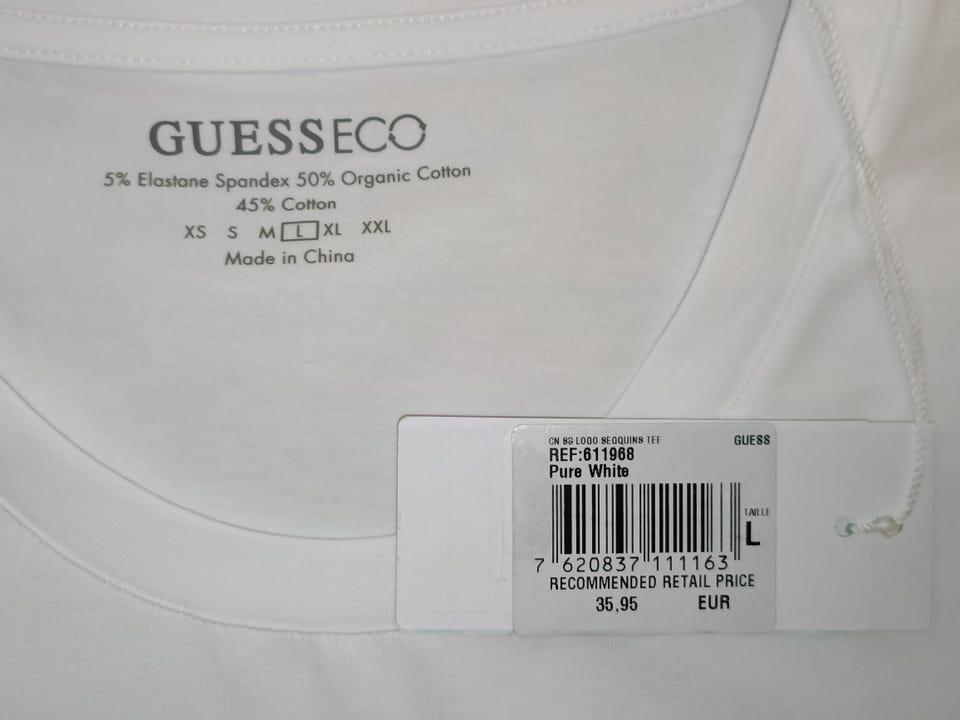 GUESSECO
5% Elastane Spandex 50% Organic Cotton
45% Cotton
XS S M L XL XXL
Made in China
CN SG LOGO SEQQUINS TEE
GUESS
REF:611968
Pure White
TAILLE
L
7 620837 111163
RECOMMENDED RETAIL PRICE
35,95 EUR